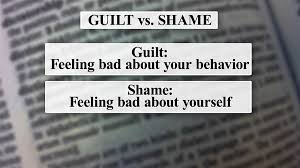 GUILT vs. SHAME
Guilt:
Feeling bad about your behavior
Shame:
Feeling bad about yourself